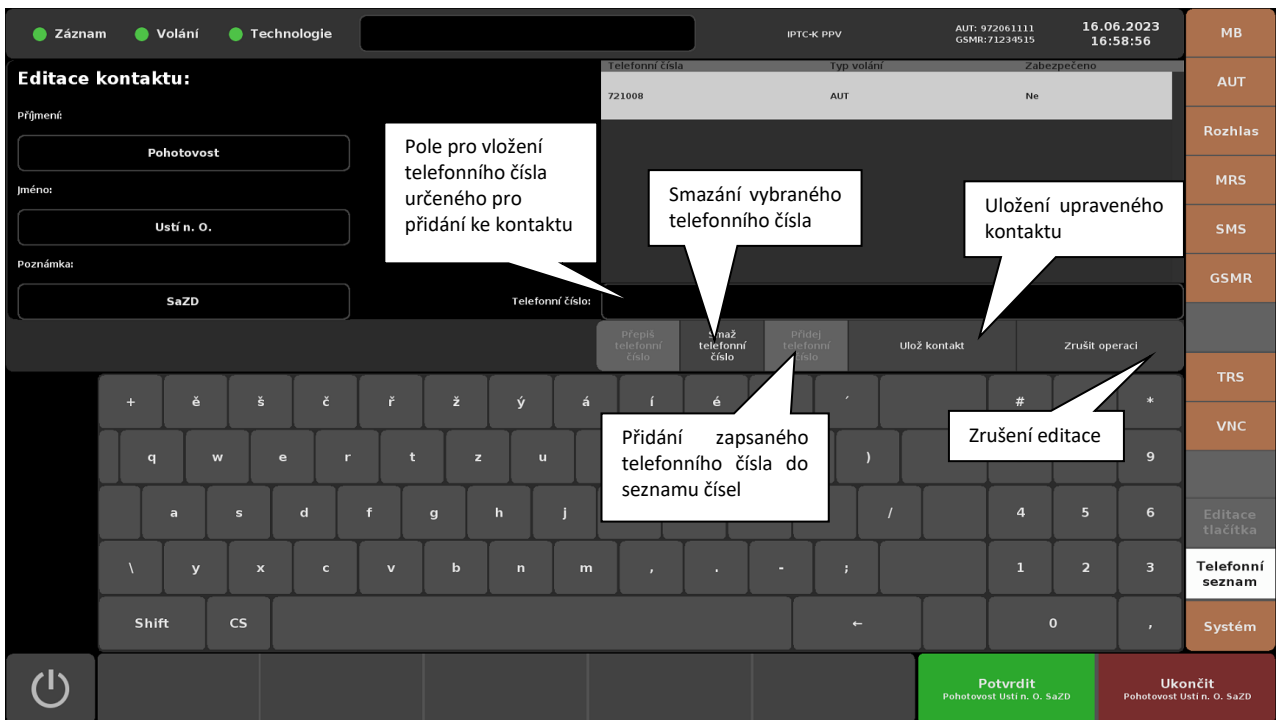 Záznam
Volání
Technologie
IPTC-K PPV
AUT: 972061111
GSMR:71234515
16.06.2023
16:58:56
MB
Editace kontaktu:
Telefonní čísla
Typ volání
Zabezpečeno
AUT
721008
AUT
Ne
Příjmení:
Pohotovost
Rozhlas
Pole pro vložení
telefonního čísla
určeného pro
přidání ke kontaktu
Jméno:
MRS
Smazání vybraného
telefonního čísla
Uložení upraveného
kontaktu
Ustí n. O.
SMS
Poznámka:
GSMR
SaZD
Telefonní číslo:
Přepiš
telefonní
číslo
telefonní
číslo
Přidej
telefonní
číslo
Ulož kontakt
Zrušit operaci
TRS
+ ě š č ř ž ý á í é ´ # *
VNC
Přidání zapsaného
telefonního čísla do
seznamu čísel
Zrušení editace
q w e r t z u ) 9
a s d f g h j / 4 5 6
Editace
tlačítka
\ y x c v b n m , . - ; 1 2 3
Telefonní
seznam
Shift CS ← 0 ,
Systém
Potvrdit
Pohotovost Ustí n. O. SaZD
Ukončit
Pohotovost Ustí n. O. SaZD